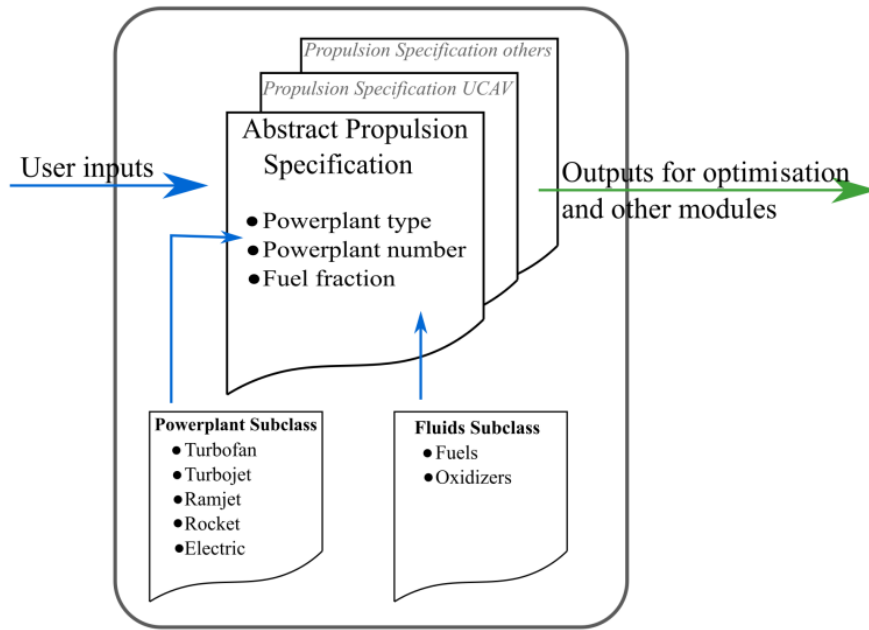 Propulsion Specification others
Propulsion Specification UCAV
Abstract Propulsion
Specification
User inputs
Outputs for optimisation
and other modules
●Powerplant type
●Powerplant number
●Fuel fraction
Powerplant Subclass
●Turbofan
●Turbojet
●Ramjet
●Rocket
●Electric
Fluids Subclass
●Fuels
●Oxidizers